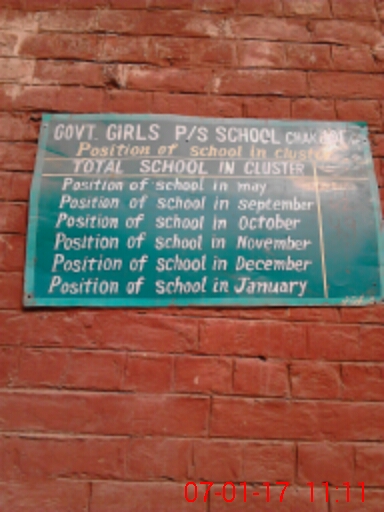 GOVT. GIRLS P/S SCHOOL CHAK
Position of school in cluster
TOTAL SCHOOL IN CLUSTER
Position of school in may
Position of school in september
Position of school in October
Position of school in November
Position of school in December
Position of school in January
07-01-17 11:11